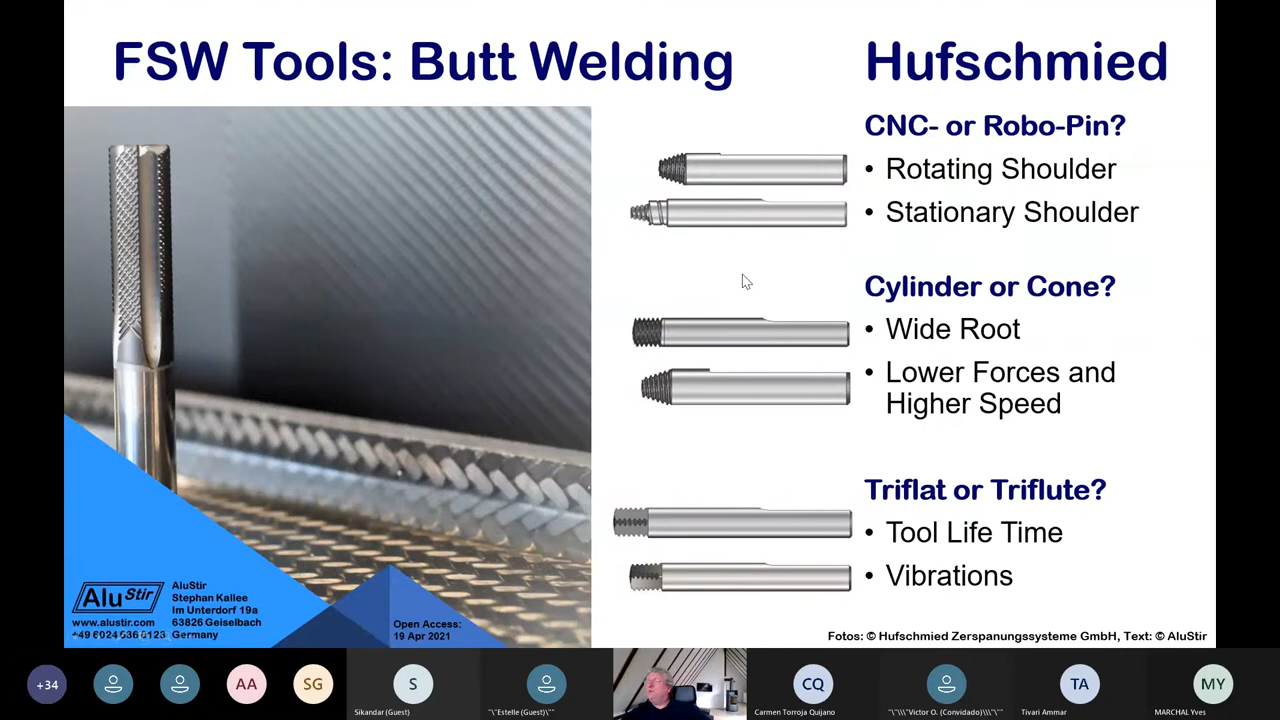 FSW Tools: Butt Welding
Hufschmied
CNC- or Robo-Pin?
• Rotating Shoulder
• Stationary Shoulder
Cylinder or Cone?
• Wide Root
• Lower Forces and
Higher Speed
Triflat or Triflute?
• Tool Life Time
• Vibrations
AluStir
www.alustir.com
+49 6024 636 0123
AluStir
Stephan Kallee
Im Unterdorf 19a
63826 Geiselbach
Germany
Open Access:
19 Apr 2021
Fotos: © Hufschmied Zerspanungssysteme GmbH, Text: © AluStir
+34
AA
SG
S
Sikandar (Guest)
"\"Estelle (Guest)\""
CQ
Carmen Torroja Quijano
"\"\\\"Victor O. (Convidado)\\\"\"
TA
Tivari Ammar
MY
MARCHAL Yves